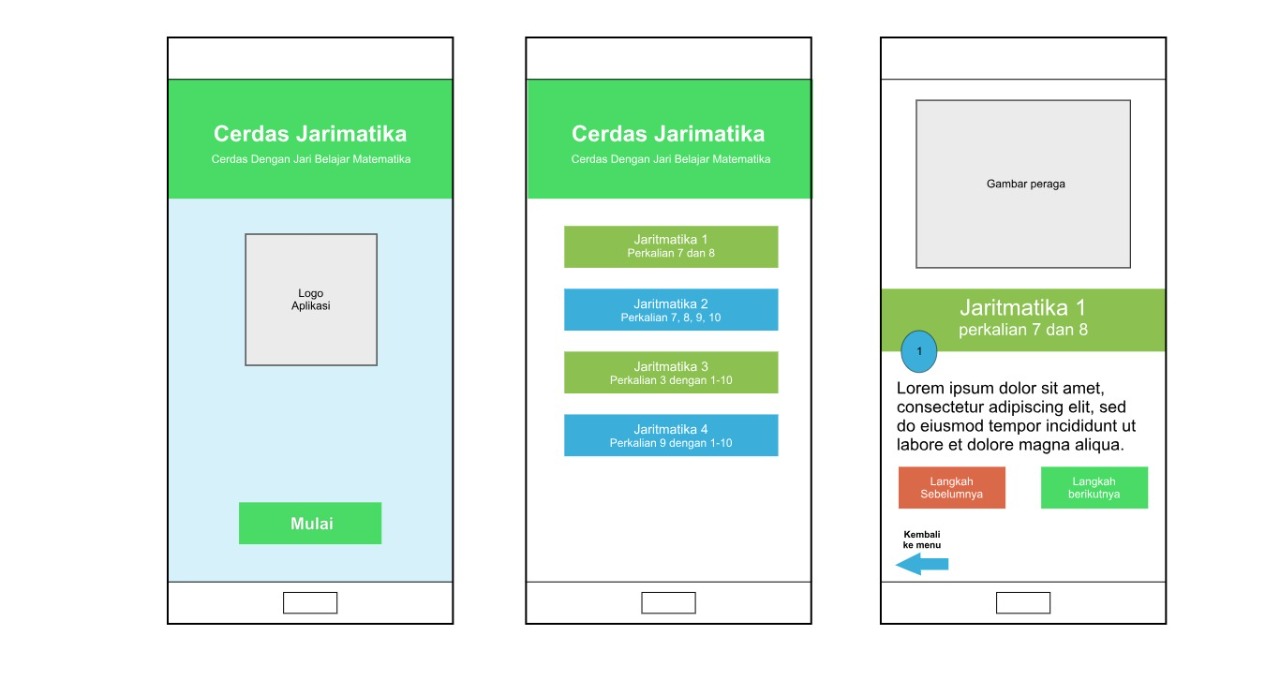 Cerdas Jarimatika
Cerdas Dengan Jari Belajar Matematika
Logo
Aplikasi
Mulai
Cerdas Jarimatika
Cerdas Dengan Jari Belajar Matematika
Jaritmatika 1
Perkalian 7 dan 8
Jaritmatika 2
Perkalian 7, 8, 9, 10
Jaritmatika 3
Perkalian 3 dengan 1-10
Jaritmatika 4
Perkalian 9 dengan 1-10
Gambar peraga
Jaritmatika 1
perkalian 7 dan 8
1
Lorem ipsum dolor sit amet,
consectetur adipiscing elit, sed
do eiusmod tempor incididunt ut
labore et dolore magna aliqua.
Langkah
Sebelumnya
Langkah
berikutnya
Kembali
ke menu